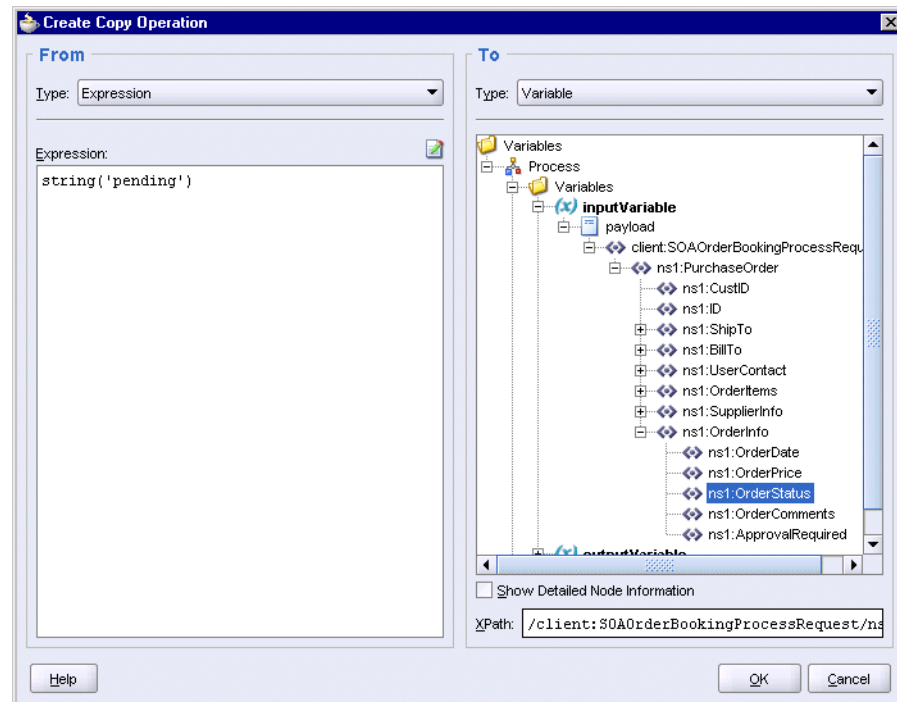 Create Copy Operation
From
Type: Expression
Expression:
string('pending')
To
Type: Variable
Variables
Process
Variables
(x) inputVariable
payload
client:SOAOrderBookingProcessRequ
ns1:PurchaseOrder
ns1:CustID
ns1:ID
ns1:ShipTo
ns1:BillTo
ns1:UserContact
ns1:OrderItems
ns1:SupplierInfo
ns1:OrderInfo
ns1:OrderDate
ns1:OrderPrice
ns1:OrderStatus
ns1:OrderComments
ns1:ApprovalRequired
(x) outputVariable
Show Detailed Node Information
XPath: /client:SOAOrderBookingProcessRequest/ns
Help
OK
Cancel